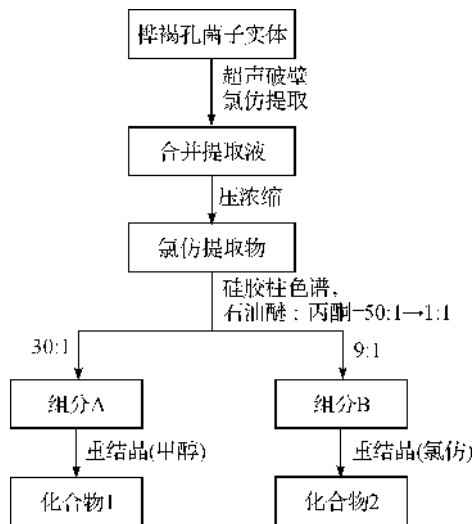 桦褐孔菌子实体
超声破壁
氯仿提取
合并提取液
压浓缩
氯仿提取物
硅胶柱色谱，
石油醚：丙酮=50:1→1:1
30:1
9:1
组分A
组分B
重结晶(甲醇)
重结晶(氯仿)
化合物1
化合物2